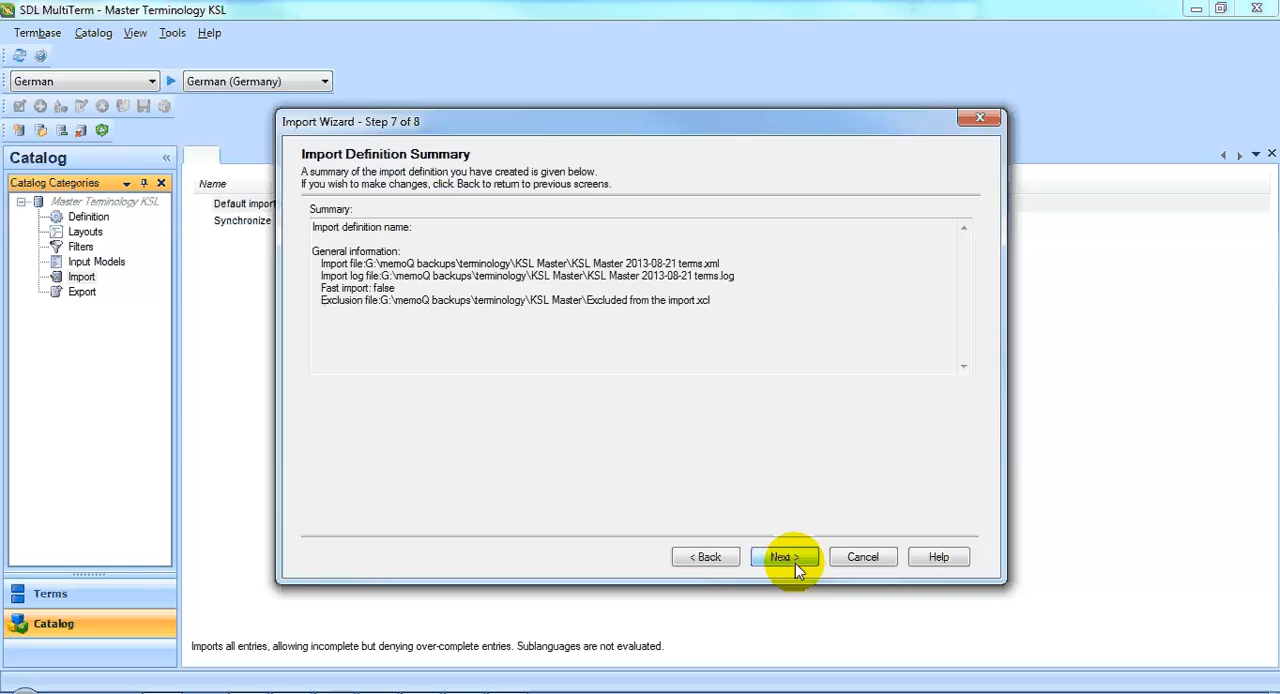 SDL MultiTerm - Master Terminology KSL
Termbase Catalog View Tools Help
German German (Germany)
Catalog «
Catalog Categories
Master Terminology KSL
Definition
Layouts
Filters
Input Models
Import
Export
Terms
Catalog
Name
Default import
Synchronize
Import Wizard - Step 7 of 8
Import Definition Summary
A summary of the import definition you have created is given below.
If you wish to make changes, click Back to return to previous screens.
Summary:
Import definition name:
General information:
Import file:G:\memoQ backups\terminology\KSL Master\KSL Master 2013-08-21 terms.xml
Import log file:G:\memoQ backups\terminology\KSL Master\KSL Master 2013-08-21 terms.log
Fast import: false
Exclusion file:G:\memoQ backups\terminology\KSL Master\Excluded from the import.xcl
< Back Next > Cancel Help
Imports all entries, allowing incomplete but denying over-complete entries. Sublanguages are not evaluated.